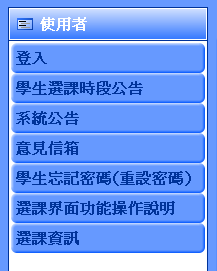 使用者
登入
學生選課時段公告
系統公告
意見信箱
學生忘記密碼(重設密碼)
選課界面功能操作說明
選課資訊